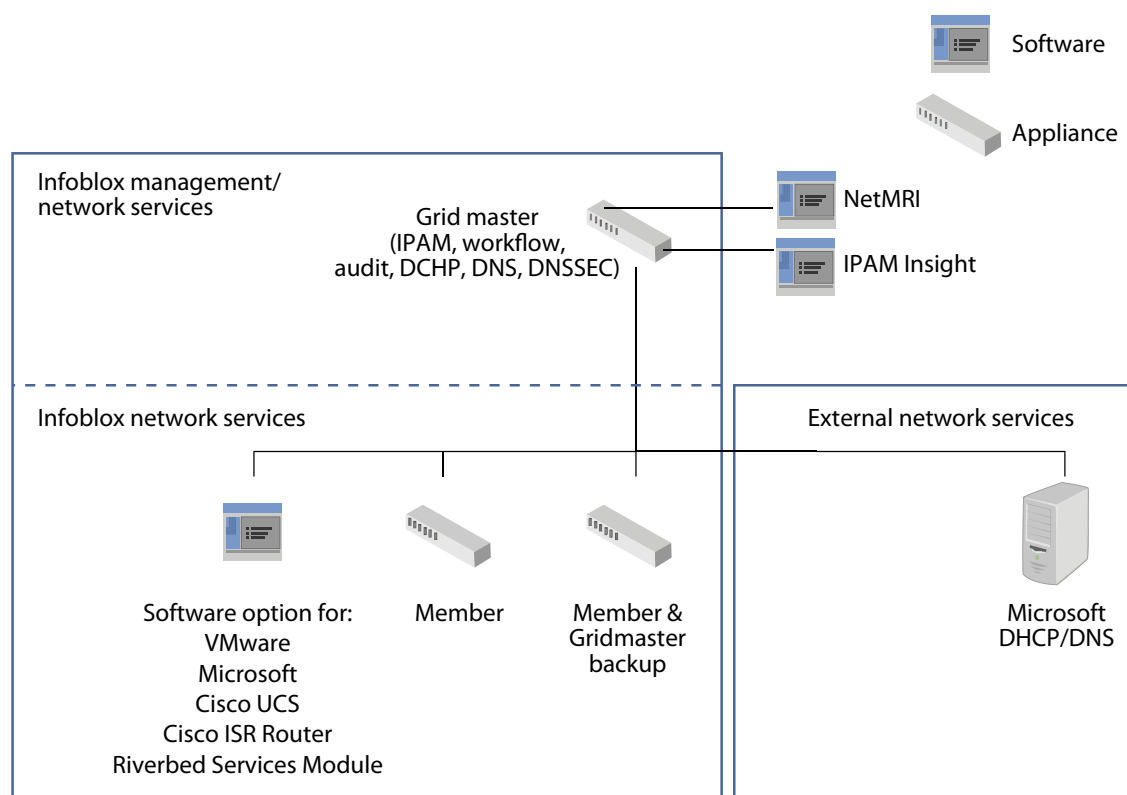 Software
Appliance
Infoblox management/
network services
Grid master
(IPAM, workflow,
audit, DCHP, DNS, DNSSEC)
NetMRI
IPAM Insight
Infoblox network services
External network services
Software option for:
VMware
Microsoft
Cisco UCS
Cisco ISR Router
Riverbed Services Module
Member
Member &
Gridmaster
backup
Microsoft
DHCP/DNS